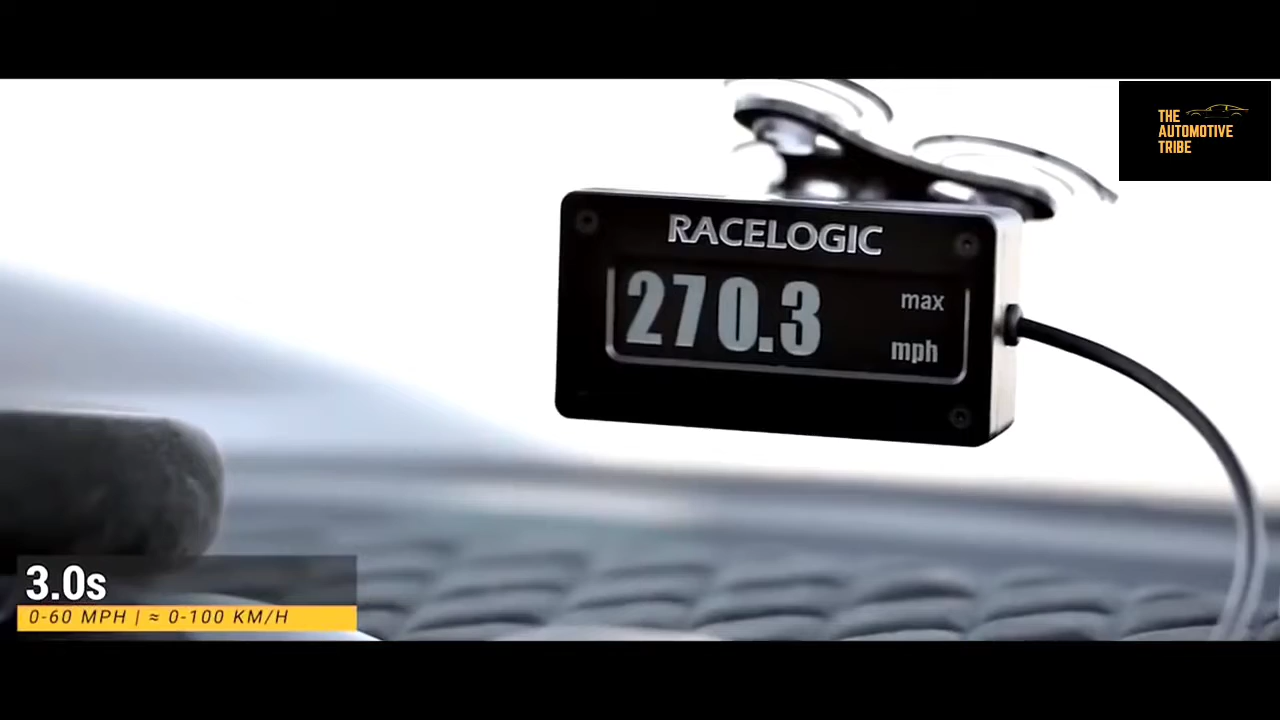 THE
AUTOMOTIVE
TRIBE
RACELOGIC
270.3 max
mph
3.0s
0-60 MPH | ≈ 0-100 KM/H